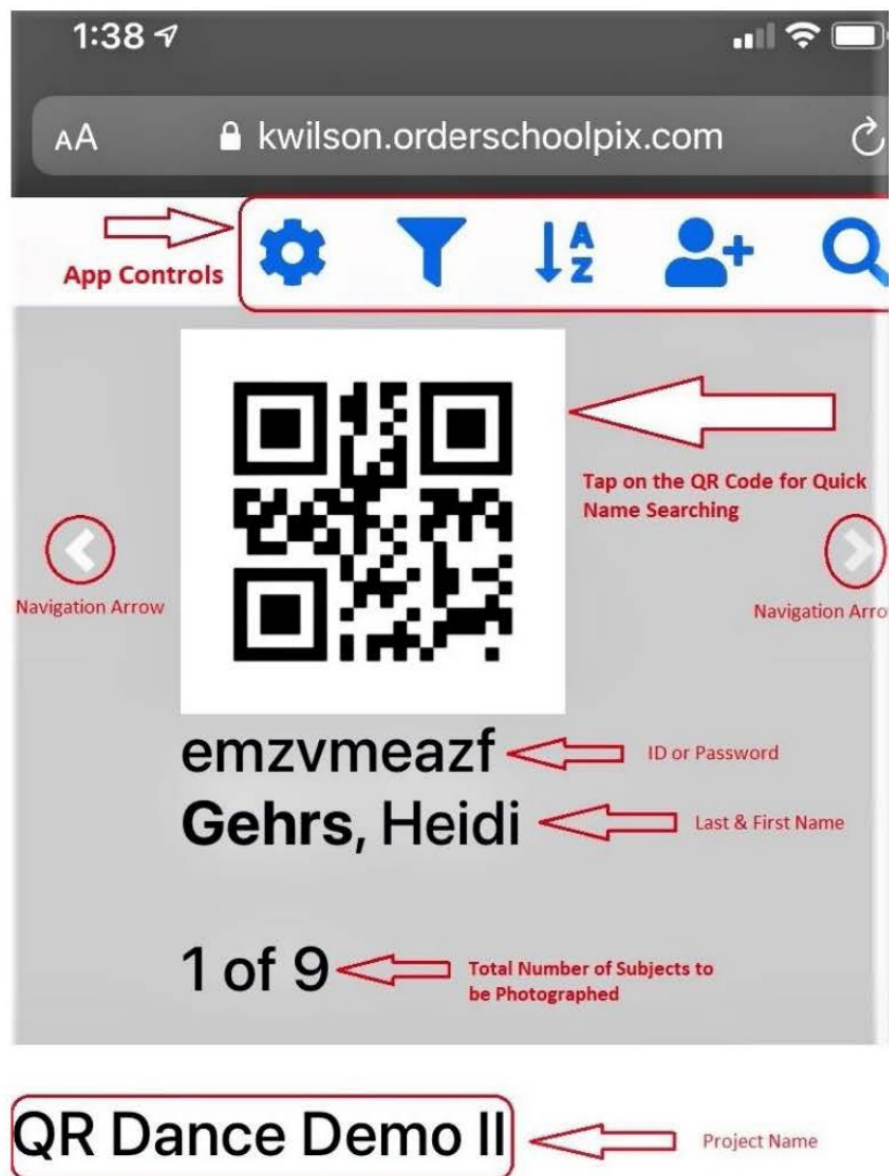 1:38
AA kwilson.orderschoolpix.com
App Controls
A
Z
Tap on the QR Code for Quick
Name Searching
Navigation Arrow
Navigation Arro
emzvmeazf
ID or Password
Gehrs, Heidi
Last & First Name
1 of 9
Total Number of Subjects to
be Photographed
QR Dance Demo II
Project Name